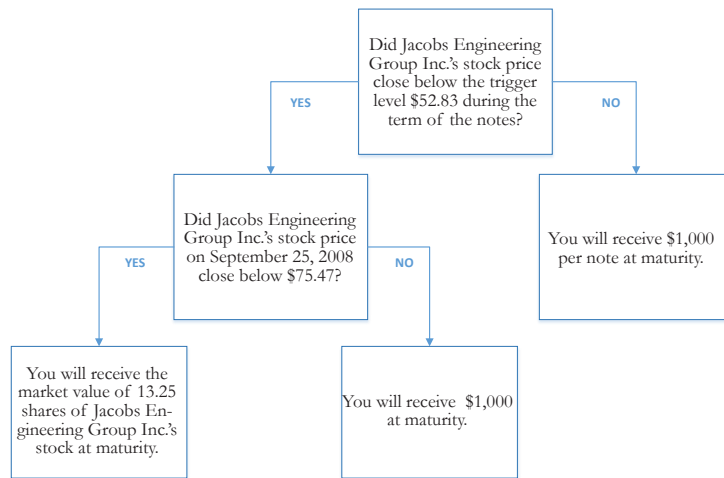 Did Jacobs Engineering
Group Inc.'s stock price
close below the trigger
level $52.83 during the
term of the notes?
YES
NO
Did Jacobs Engineering
Group Inc.'s stock price
on September 25, 2008
close below $75.47?
You will receive $1,000
per note at maturity.
YES
NO
You will receive the
market value of 13.25
shares of Jacobs En-
gineering Group Inc.'s
stock at maturity.
You will receive $1,000
at maturity.